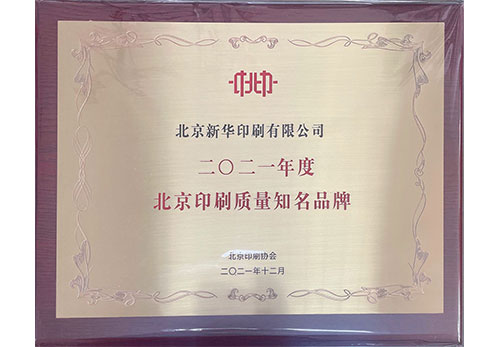 北京新华印刷有限公司
二〇二一年度
北京印刷质量知名品牌
北京印刷协会
二〇二一年十二月